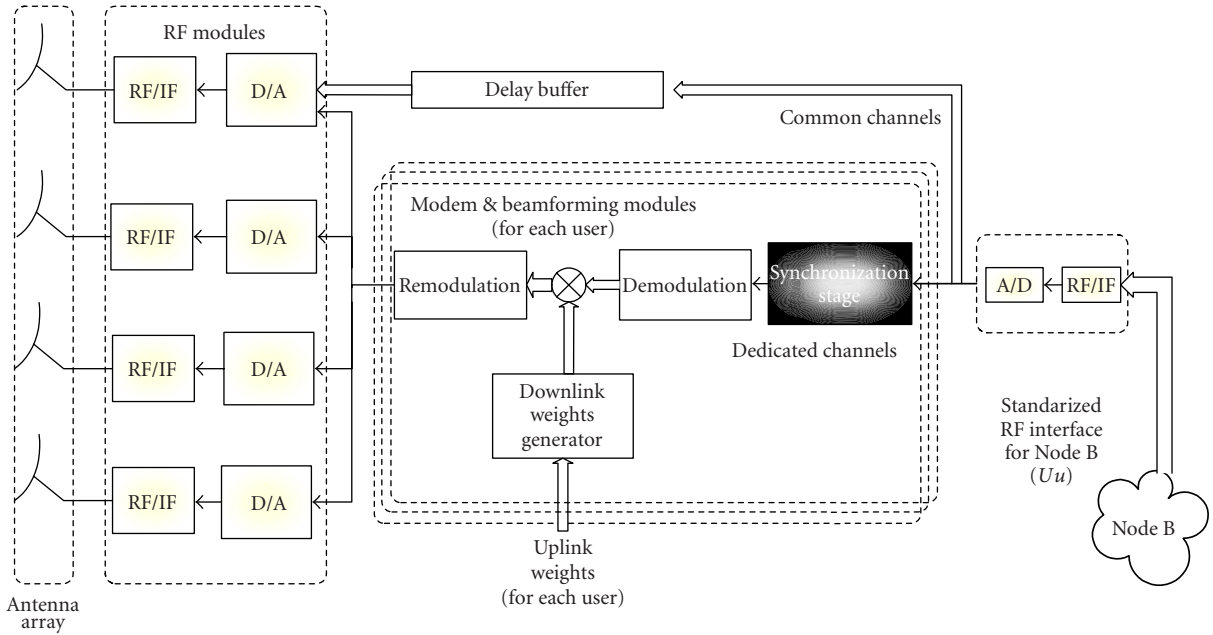 RF modules
RF/IF
D/A
Delay buffer
Common channels
RF/IF
D/A
RF/IF
D/A
RF/IF
D/A
Antenna
array
Modem & beamforming modules
(for each user)
Remodulation
Demodulation
Synchronization
stage
Dedicated channels
Downlink
weights
generator
Uplink
weights
(for each user)
A/D
RF/IF
Standarized
RF interface
for Node B
(Uu)
Node B